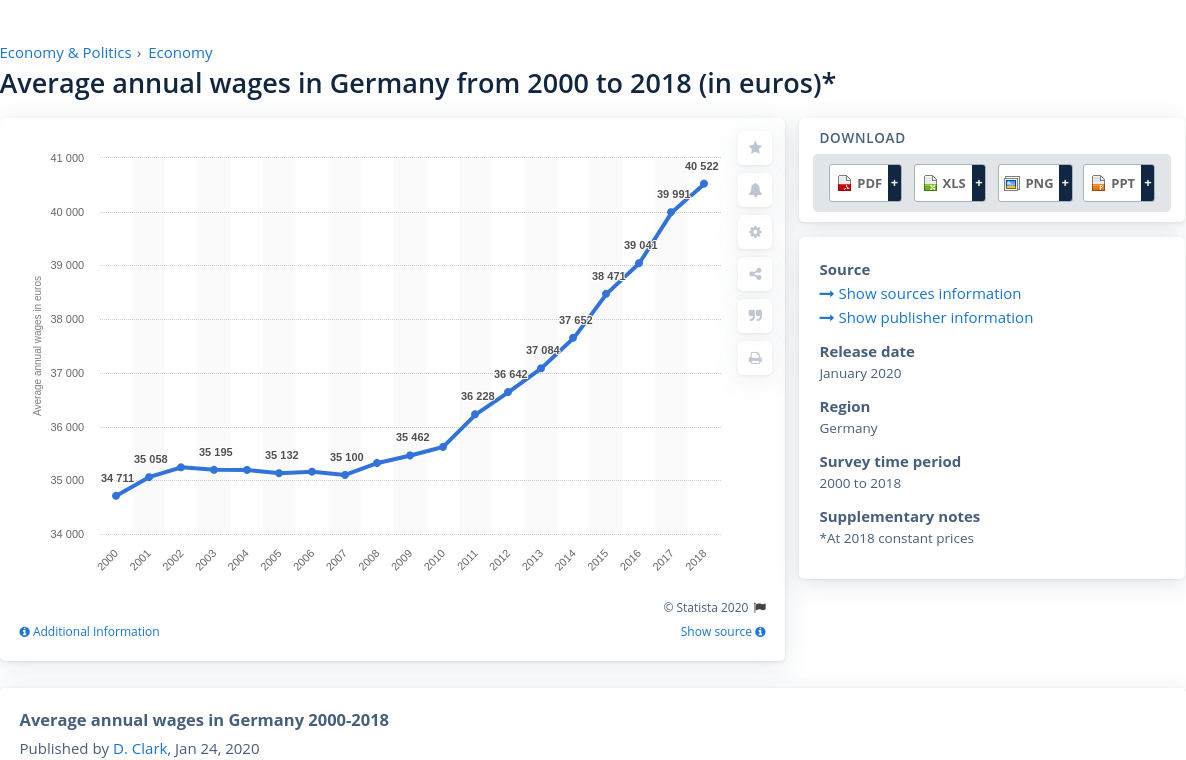 Economy & Politics › Economy
Average annual wages in Germany from 2000 to 2018 (in euros)*
41 000
40 000
39 000
38 000
37 000
36 000
35 000
34 000
Average annual wages in euros
34 711
35 058
35 195
35 132
35 100
35 462
36 228
36 642
37 084
37 652
38 471
39 041
39 991
40 522
2000
2001
2002
2003
2004
2005
2006
2007
2008
2009
2010
2011
2012
2013
2014
2015
2016
2017
2018
© Statista 2020
Additional Information
Show source
DOWNLOAD
PDF + XLS + PNG + PPT +
Source
Show sources information
Show publisher information
Release date
January 2020
Region
Germany
Survey time period
2000 to 2018
Supplementary notes
*At 2018 constant prices
Average annual wages in Germany 2000-2018
Published by D. Clark, Jan 24, 2020